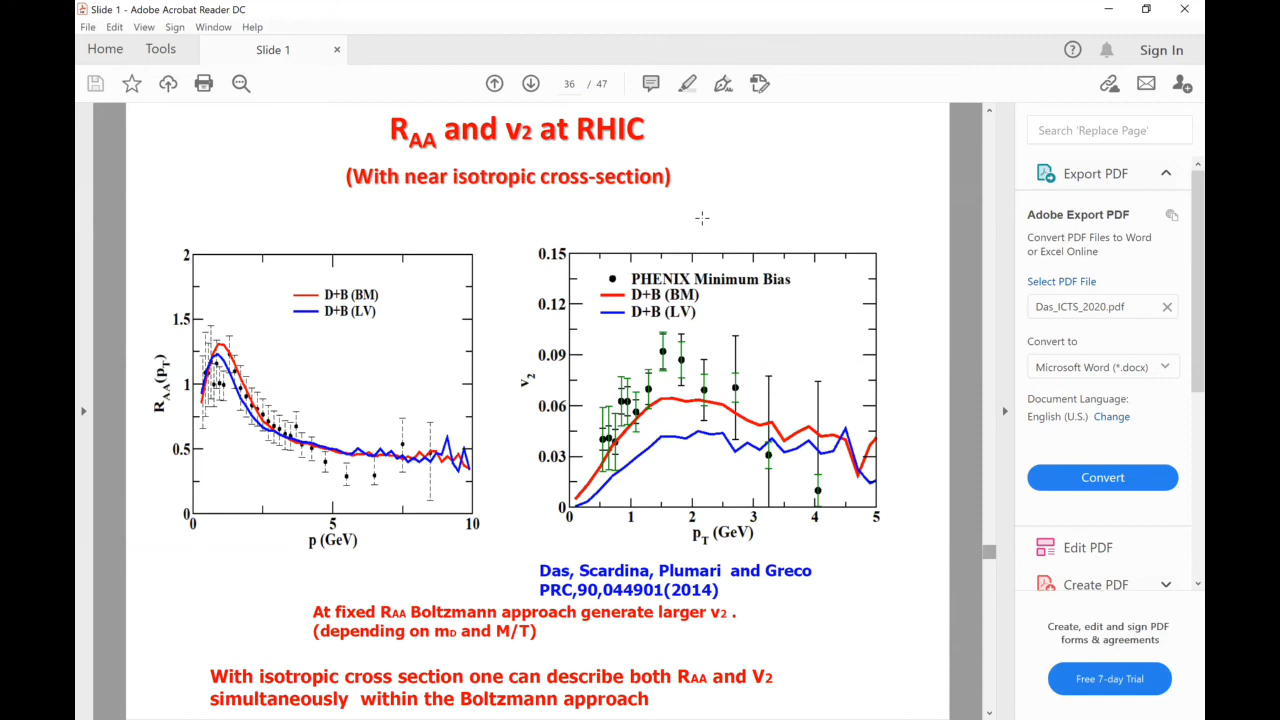 Slide 1 - Adobe Acrobat Reader DC
File Edit View Sign Window Help
Home Tools Slide 1 × Sign In
36 / 47
R_AA and v2 at RHIC
(With near isotropic cross-section)
2
1.5
1
0.5
0
0 5 10
R_AA(p_T)
p (GeV)
D+B (BM)
D+B (LV)
0.15
0.12
0.09
0.06
0.03
0
0 1 2 3 4 5
v_2
p_T (GeV)
PHENIX Minimum Bias
D+B (BM)
D+B (LV)
Das, Scardina, Plumari and Greco
PRC,90,044901(2014)
At fixed RAA Boltzmann approach generate larger v2 .
(depending on mD and M/T)
With isotropic cross section one can describe both RAA and V2
simultaneously within the Boltzmann approach
Search 'Replace Page'
Export PDF
Adobe Export PDF
Convert PDF Files to Word
or Excel Online
Select PDF File
Das_ICTS_2020.pdf
Convert to
Microsoft Word (*.docx)
Document Language:
English (U.S.) Change
Convert
Edit PDF
Create PDF
Create, edit and sign PDF
forms & agreements
Free 7-day Trial